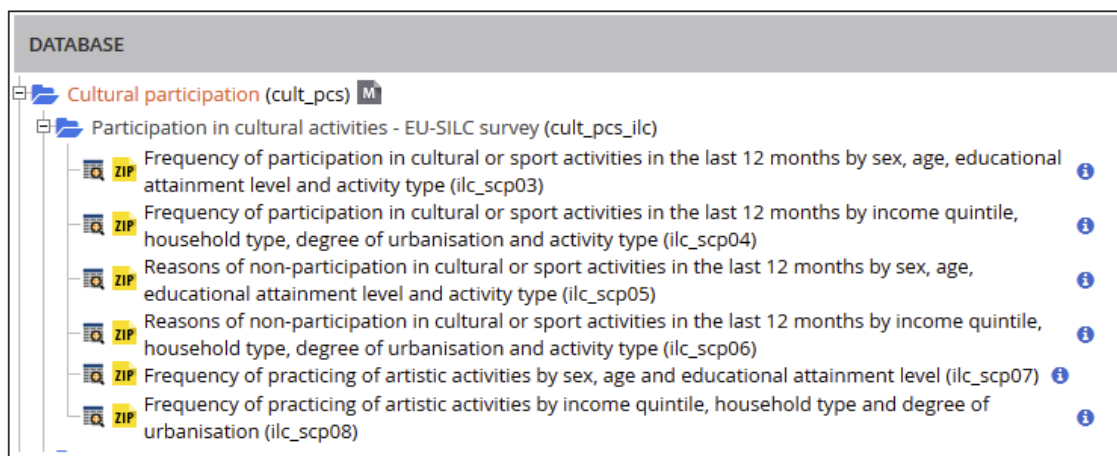 DATABASE
Cultural participation (cult_pcs) M
Participation in cultural activities - EU-SILC survey (cult_pcs_ilc)
ZIP Frequency of participation in cultural or sport activities in the last 12 months by sex, age, educational
attainment level and activity type (ilc_scp03) i
ZIP Frequency of participation in cultural or sport activities in the last 12 months by income quintile,
household type, degree of urbanisation and activity type (ilc_scp04) i
ZIP Reasons of non-participation in cultural or sport activities in the last 12 months by sex, age,
educational attainment level and activity type (ilc_scp05) i
ZIP Reasons of non-participation in cultural or sport activities in the last 12 months by income quintile,
household type, degree of urbanisation and activity type (ilc_scp06) i
ZIP Frequency of practicing of artistic activities by sex, age and educational attainment level (ilc_scp07) i
ZIP Frequency of practicing of artistic activities by income quintile, household type and degree of
urbanisation (ilc_scp08) i